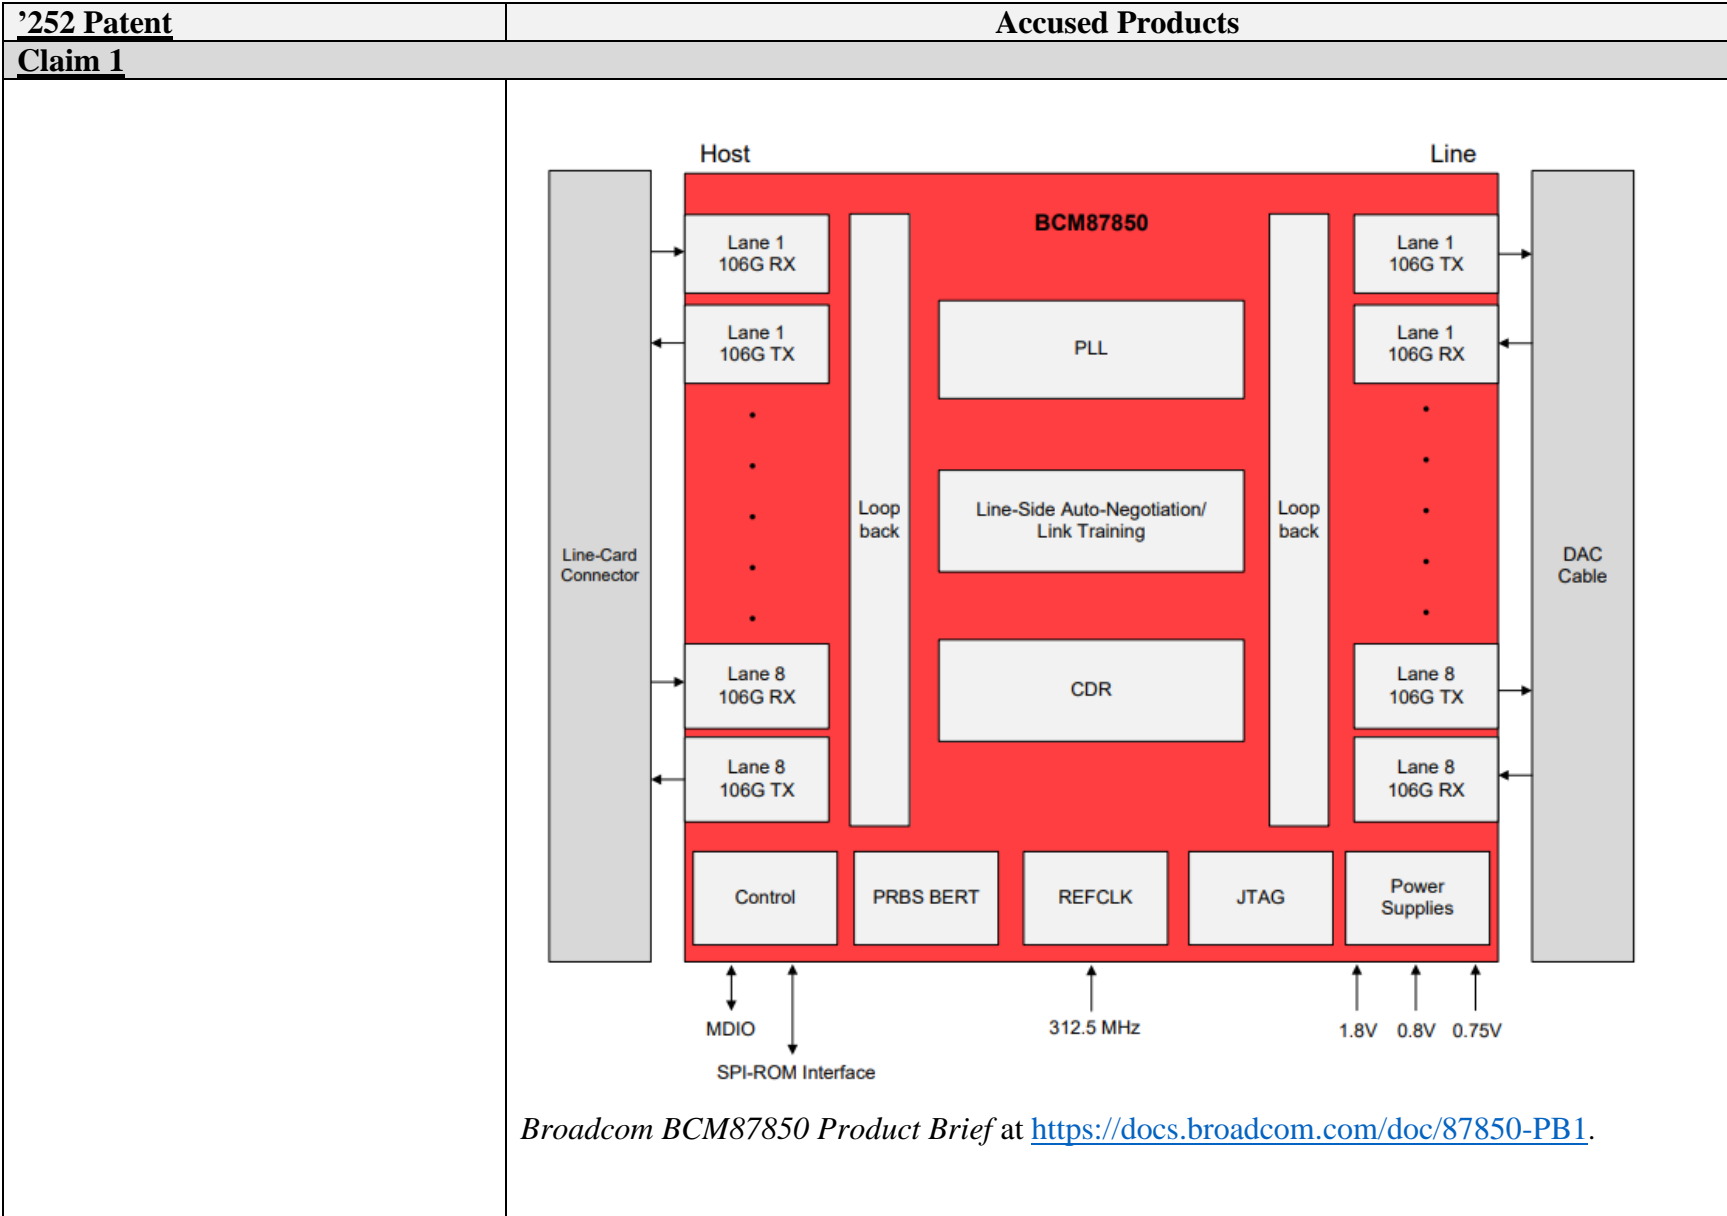 ’252 Patent
Accused Products
Claim 1
Host
Line
BCM87850
Line-Card
Connector
Lane 1
106G RX
Lane 1
106G TX
Lane 8
106G RX
Lane 8
106G TX
Loop
back
PLL
Line-Side Auto-Negotiation/
Link Training
CDR
Loop
back
Lane 1
106G TX
Lane 1
106G RX
Lane 8
106G TX
Lane 8
106G RX
DAC
Cable
Control
PRBS BERT
REFCLK
JTAG
Power
Supplies
MDIO
SPI-ROM Interface
312.5 MHz
1.8V
0.8V
0.75V
Broadcom BCM87850 Product Brief at https://docs.broadcom.com/doc/87850-PB1.